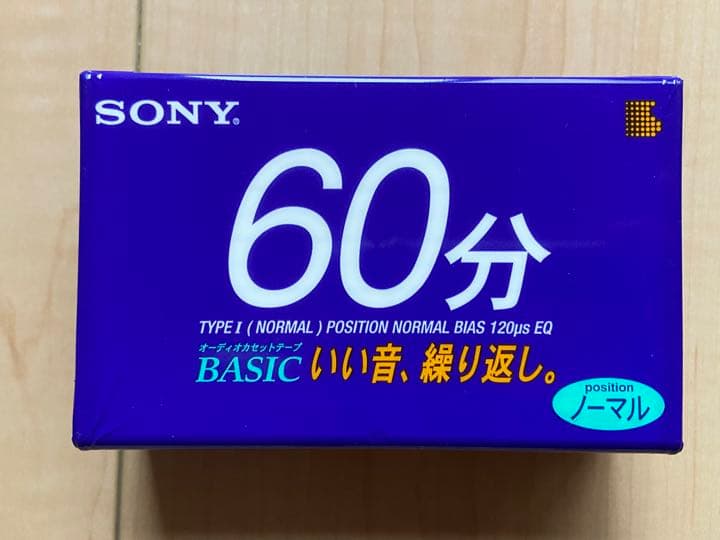 SONY®
60分
TYPE I (NORMAL) POSITION NORMAL BIAS 120μs EQ
オーディオカセットテープ
BASIC いい音、繰り返し。
position
ノーマル